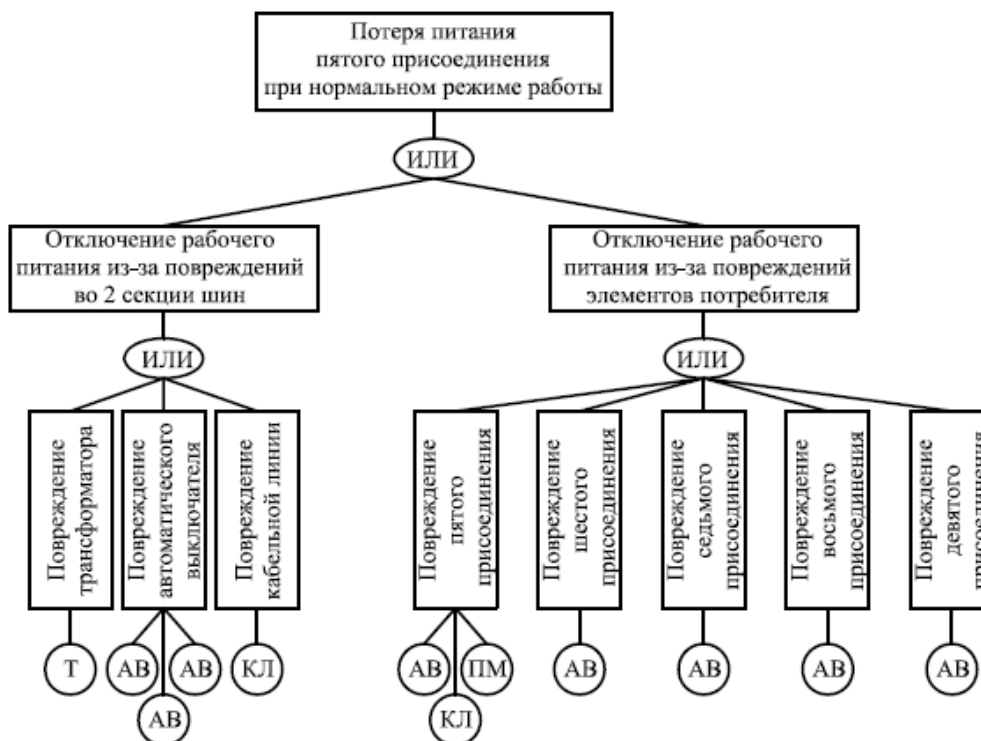 Потеря питания
пятого присоединения
при нормальном режиме работы
ИЛИ
Отключение рабочего
питания из–за повреждений
во 2 секции шин
Отключение рабочего
питания из–за повреждений
элементов потребителя
ИЛИ
ИЛИ
Повреждение
трансформатора
Повреждение
автоматического
выключателя
Повреждение
кабельной линии
Повреждение
пятого
присоединения
Повреждение
шестого
присоединения
Повреждение
седьмого
присоединения
Повреждение
восьмого
присоединения
Повреждение
девятого
присоединения
Т
АВ
АВ
АВ
КЛ
АВ
КЛ
ПМ
АВ
АВ
АВ
АВ